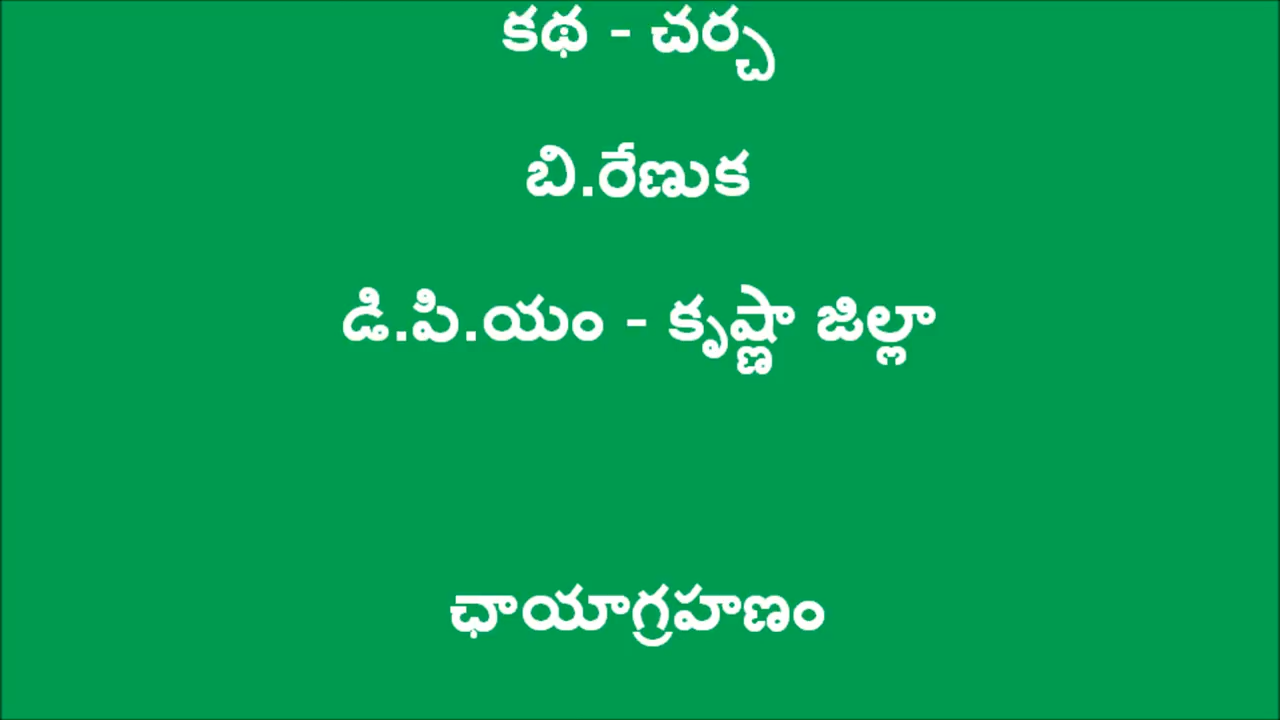 కథ - చర్చ
బి.రేణుక
డి.పి.యం - కృష్ణా జిల్లా
ఛాయాగ్రహణం